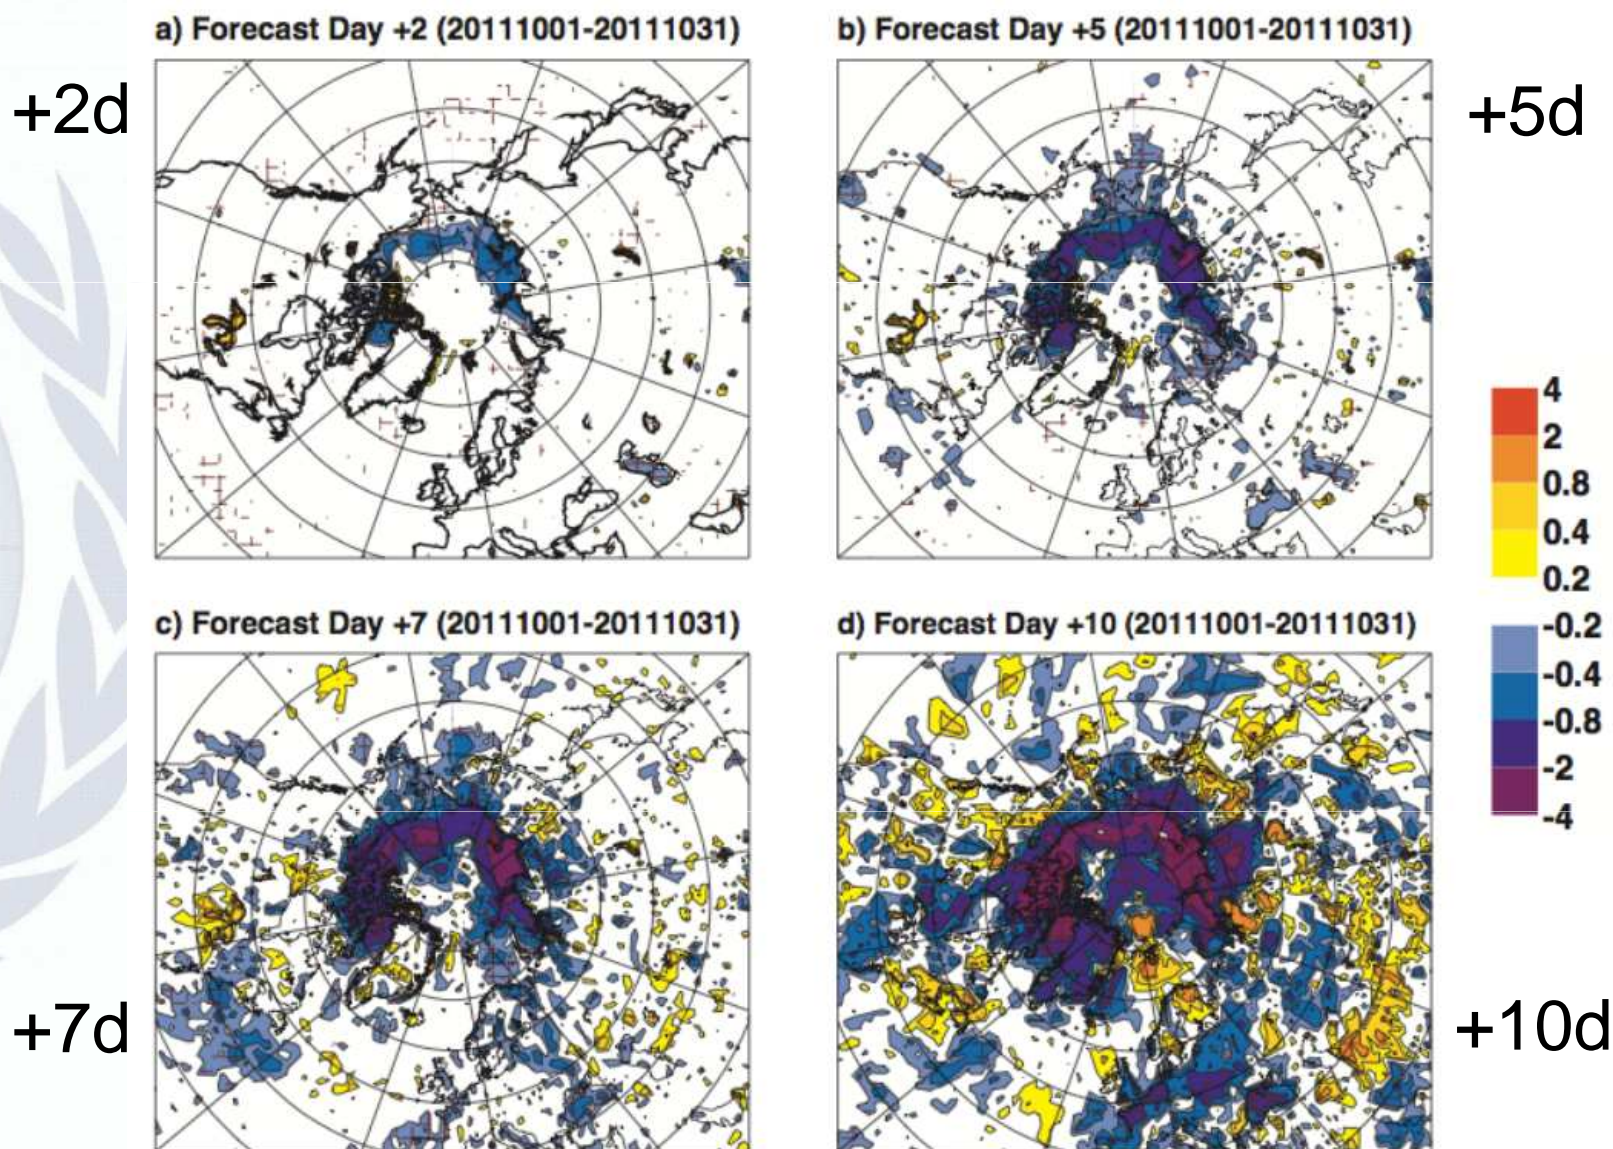 a) Forecast Day +2 (20111001-20111031)
b) Forecast Day +5 (20111001-20111031)
+2d
+5d
4
2
0.8
0.4
0.2
-0.2
-0.4
-0.8
-2
-4
c) Forecast Day +7 (20111001-20111031)
d) Forecast Day +10 (20111001-20111031)
+7d
+10d